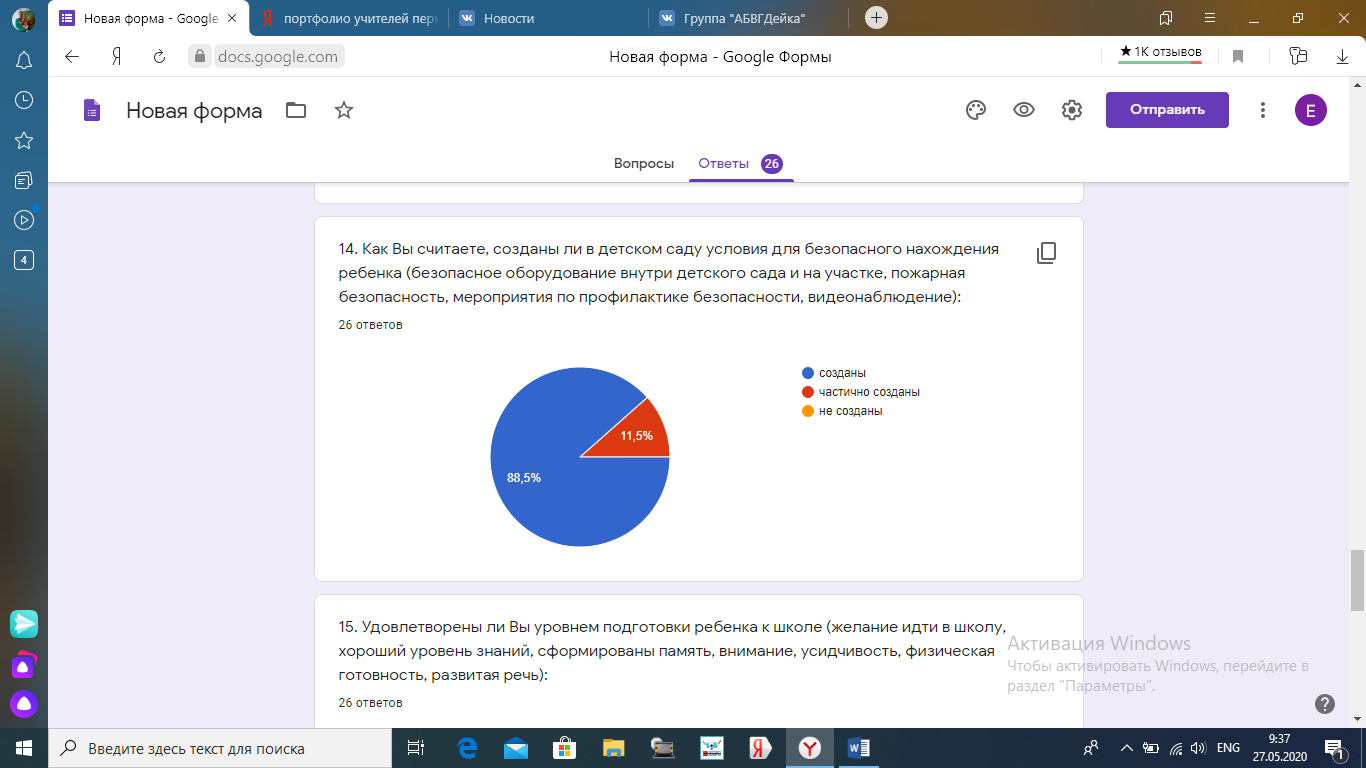 Новая форма - Google
портфолио учителей пер
Новости
Группа "АБВГДейка"
docs.google.com
Новая форма - Google Формы
★ 1K отзывов
Новая форма
Отправить
E
Вопросы
Ответы 26
14. Как Вы считаете, созданы ли в детском саду условия для безопасного нахождения
ребенка (безопасное оборудование внутри детского сада и на участке, пожарная
безопасность, мероприятия по профилактике безопасности, видеонаблюдение):
26 ответов
созданы
частично созданы
не созданы
11,5%
88,5%
15. Удовлетворены ли Вы уровнем подготовки ребенка к школе (желание идти в школу,
хороший уровень знаний, сформированы память, внимание, усидчивость, физическая
готовность, развитая речь):
26 ответов
Активация Windows
Чтобы активировать Windows, перейдите в
раздел "Параметры".
4
Введите здесь текст для поиска
ENG
9:37
27.05.2020
1